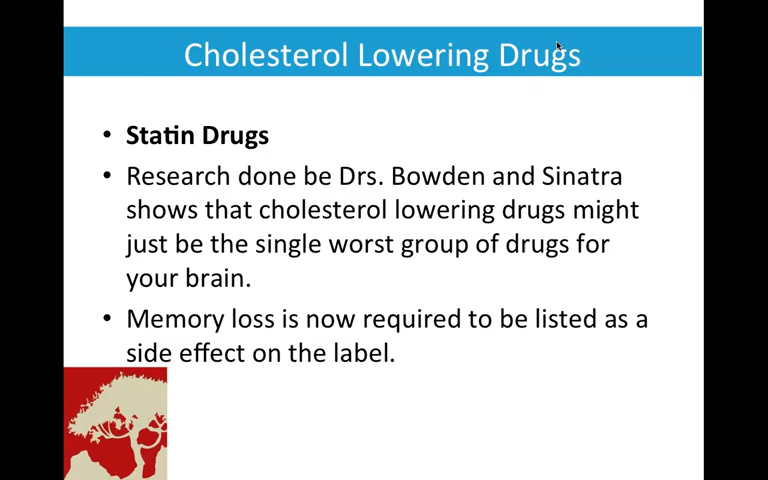 Cholesterol Lowering Drugs
• Statin Drugs
• Research done be Drs. Bowden and Sinatra
shows that cholesterol lowering drugs might
just be the single worst group of drugs for
your brain.
• Memory loss is now required to be listed as a
side effect on the label.